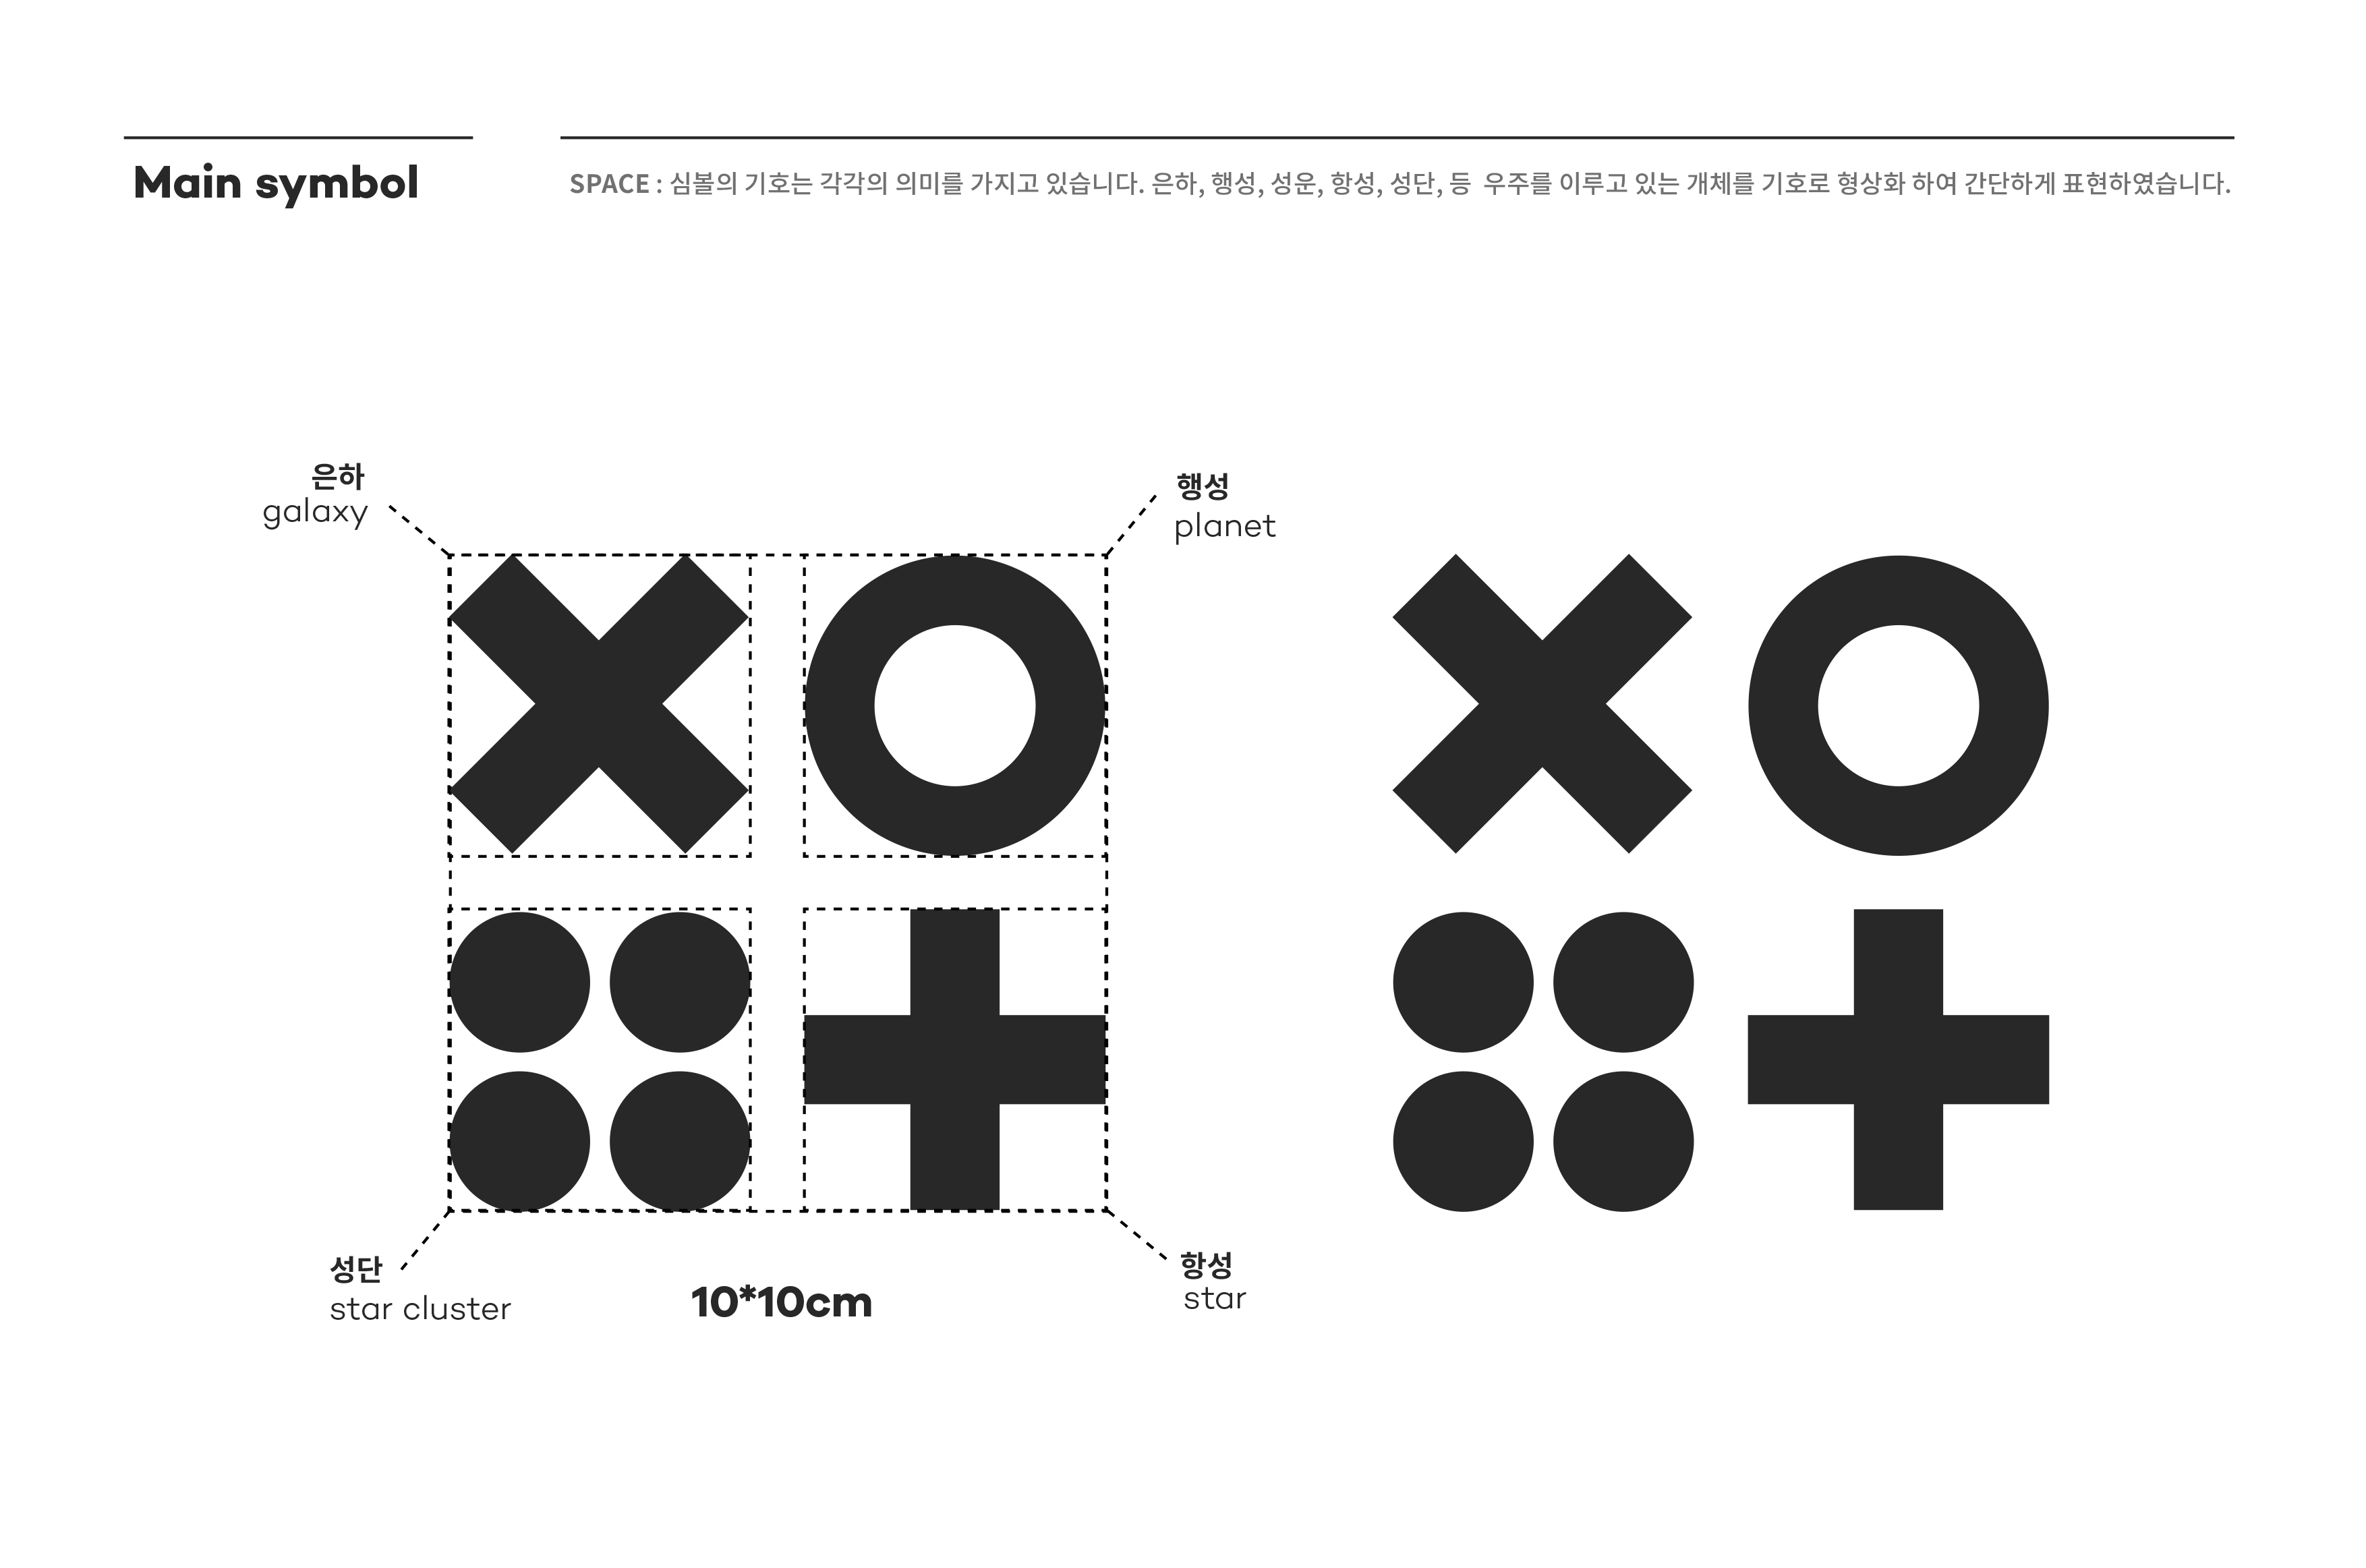 Main symbol
SPACE : 심볼의 기호는 각각의 의미를 가지고 있습니다. 은하, 행성, 성운, 항성, 성단, 등 우주를 이루고 있는 개체를 기호로 형상화 하여 간단하게 표현하였습니다.
은하
galaxy
행성
planet
성단
star cluster
10*10cm
항성
star